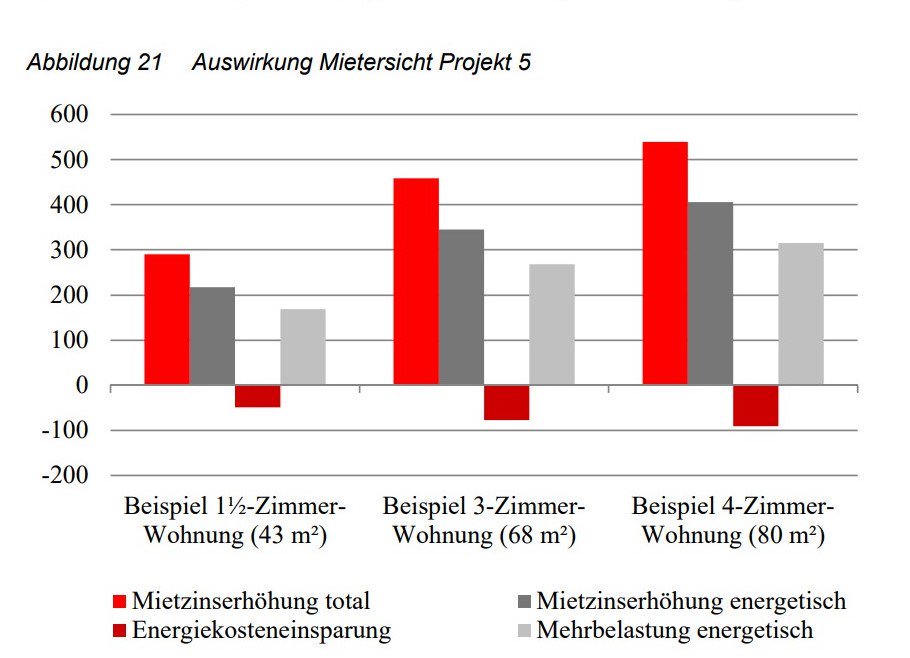 Abbildung 21 Auswirkung Mietersicht Projekt 5
600
500
400
300
200
100
0
-100
-200
Beispiel 1½-Zimmer-
Wohnung (43 m²)
Beispiel 3-Zimmer-
Wohnung (68 m²)
Beispiel 4-Zimmer-
Wohnung (80 m²)
Mietzinserhöhung total
Mietzinserhöhung energetisch
Energiekosteneinsparung
Mehrbelastung energetisch